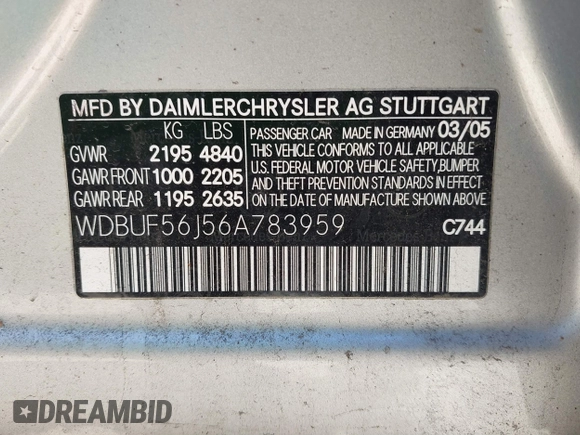 MFD BY DAIMLERCHRYSLER AG STUTTGART
KG LBS
GVWR 2195 4840
GAWR FRONT 1000 2205
GAWR REAR 1195 2635
PASSENGER CAR MADE IN GERMANY 03/05
THIS VEHICLE CONFORMS TO ALL APPLICABLE
U.S. FEDERAL MOTOR VEHICLE SAFETY,BUMPER
AND THEFT PREVENTION STANDARDS IN EFFECT
ON THE DATE OF MANUFACTURE SHOWN ABOVE.
WDBUF56J56A783959 C744
DREAMBID